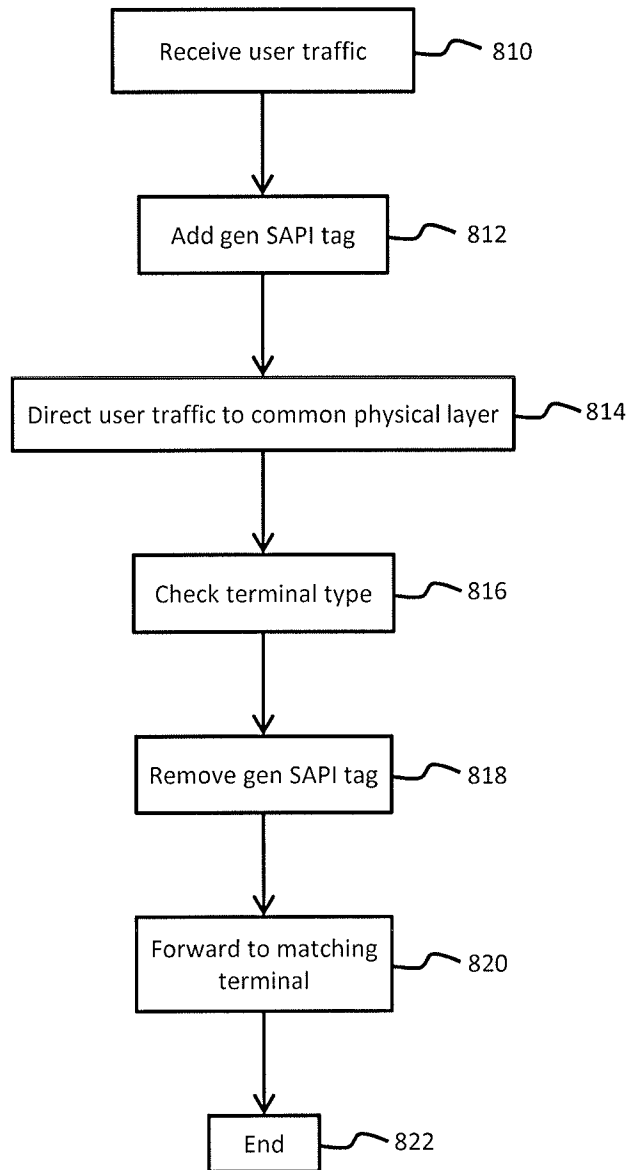 Receive user traffic 810
Add gen SAPI tag 812
Direct user traffic to common physical layer 814
Check terminal type 816
Remove gen SAPI tag 818
Forward to matching
terminal 820
End 822